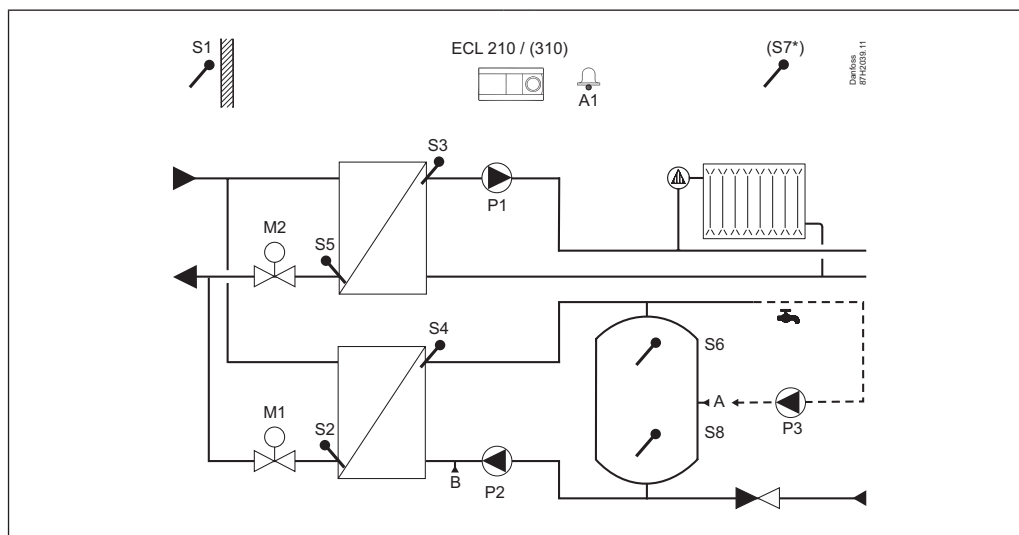 S1
ECL 210 / (310)
A1
(S7*)
Danfoss
87H2039.11
S3
P1
M2
S5
S4
S6
A
P3
S8
M1
S2
B
P2